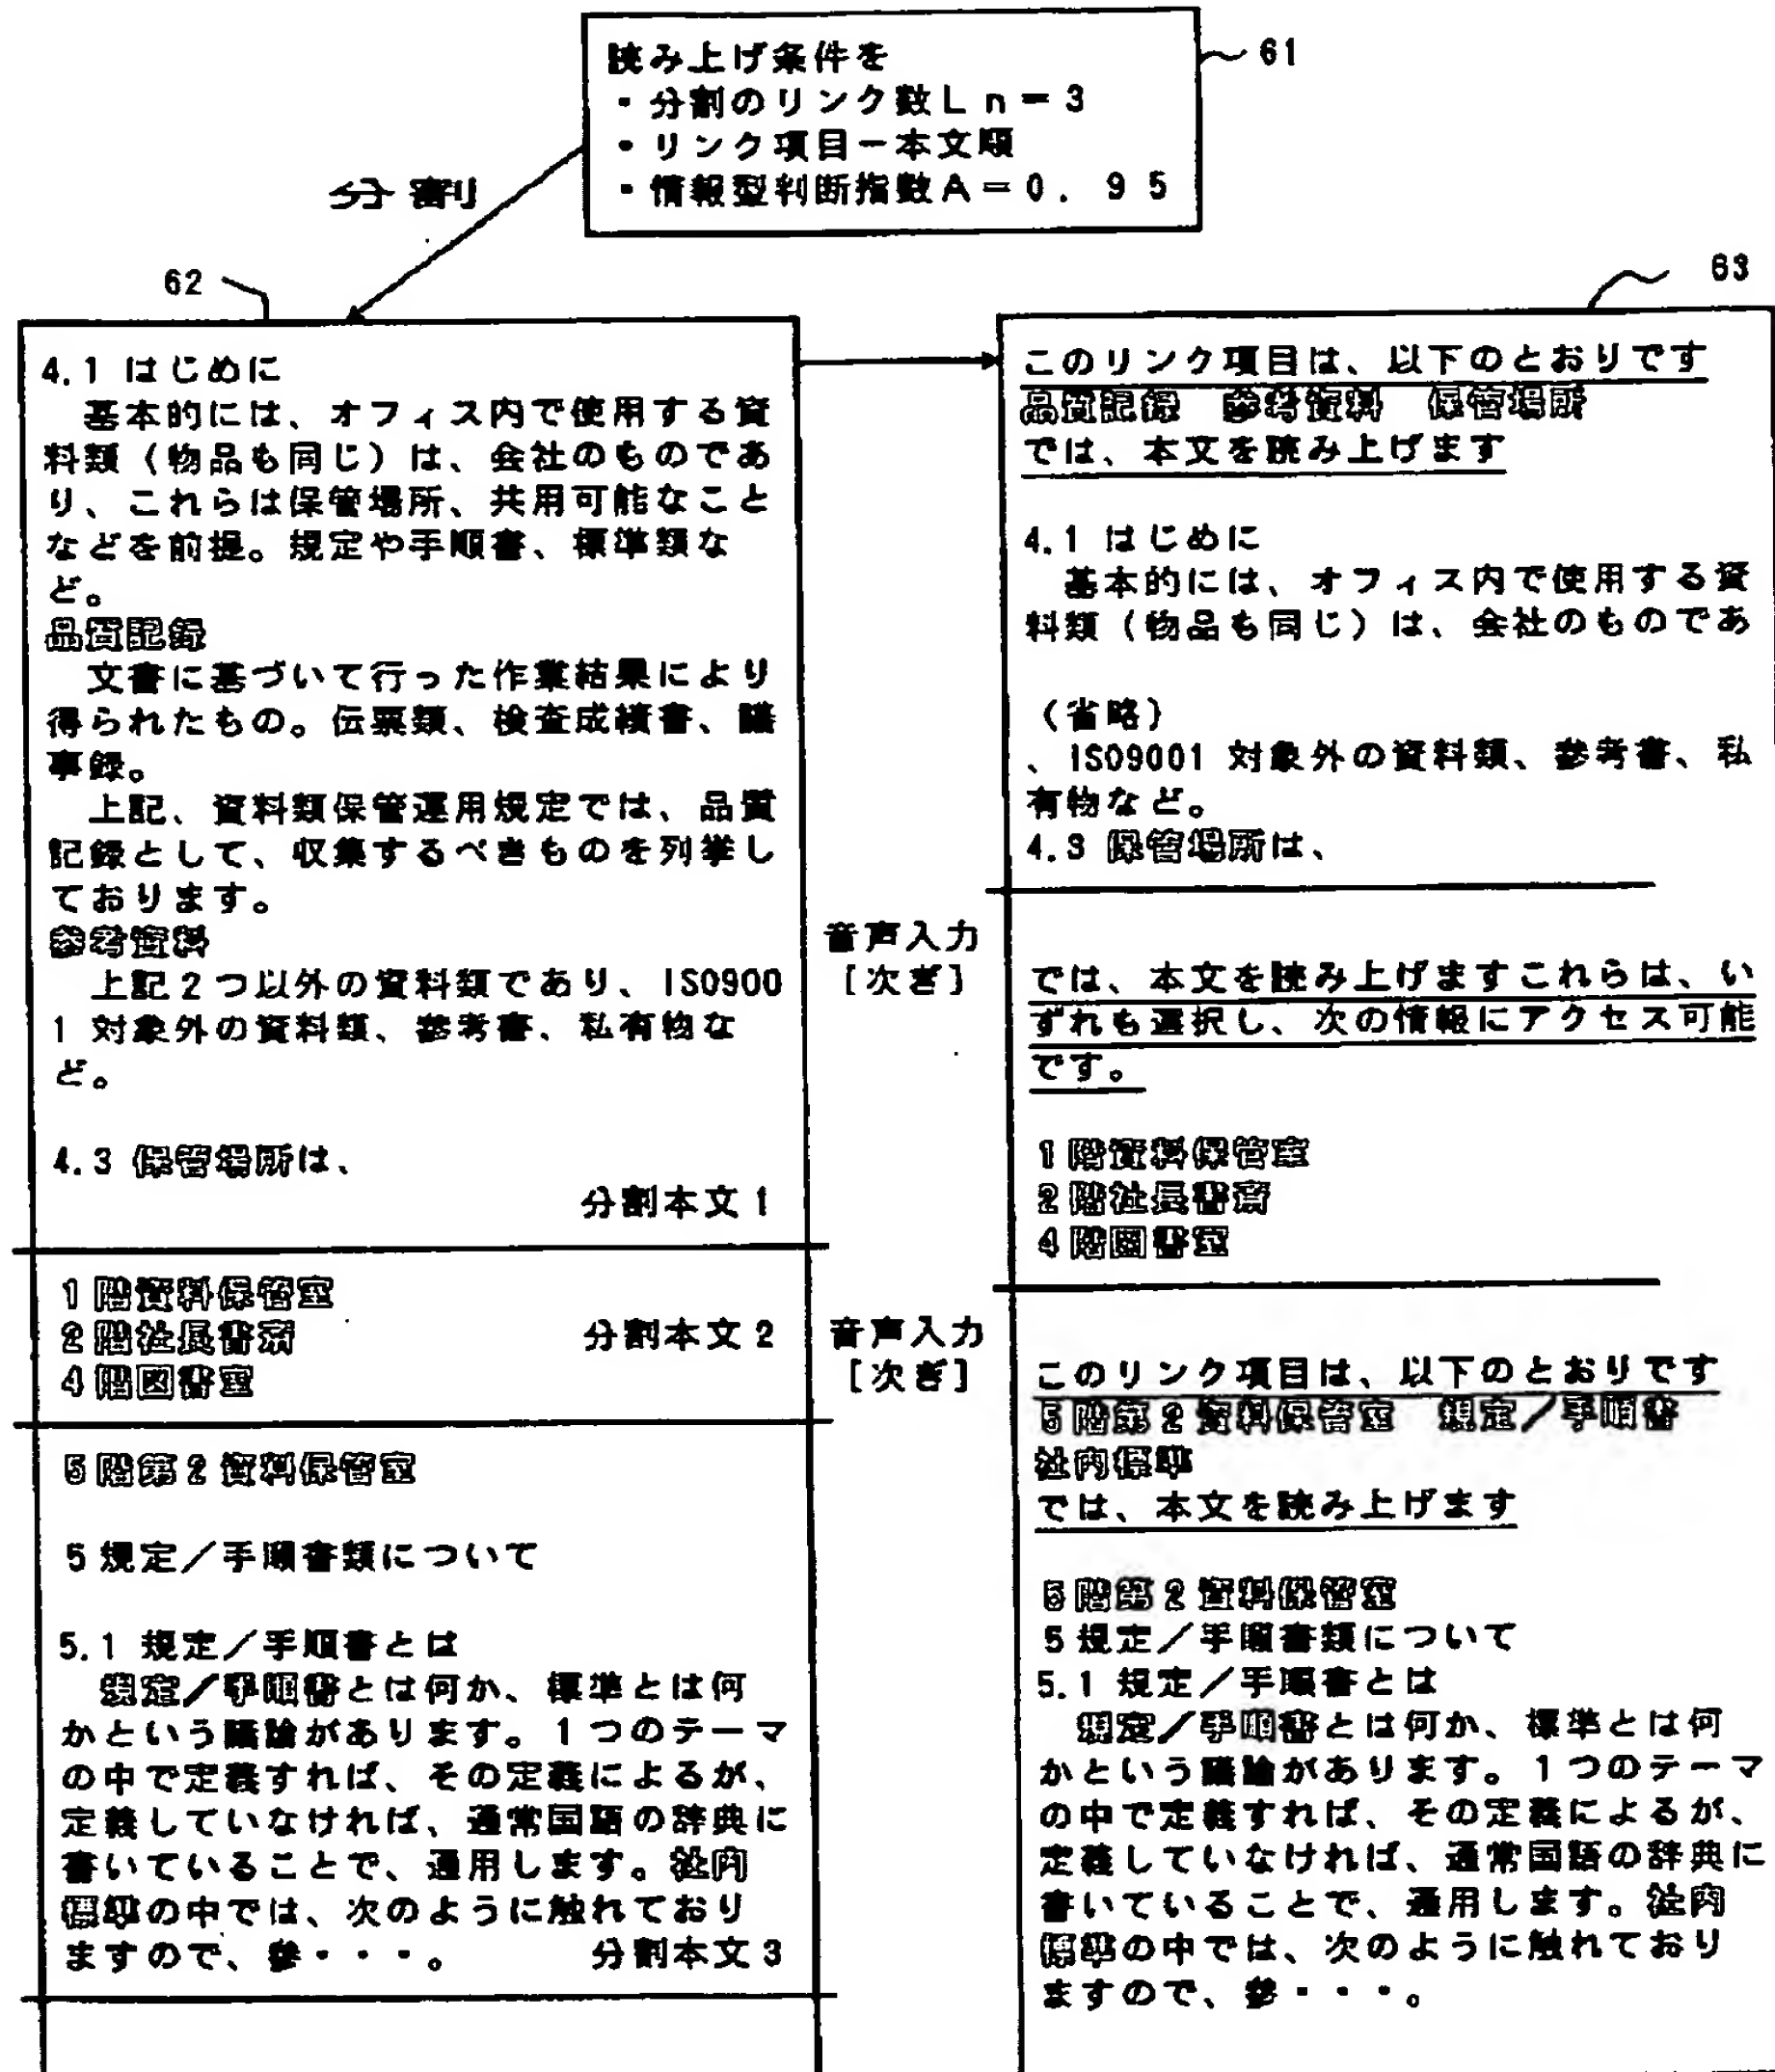 読み上げ条件を
・分割のリンク数Ln=3
・リンク項目－本文順
・情報型判断指数A=0.95
61
分割
62
63
4.1 はじめに
基本的には、オフィス内で使用する資
料類（物品も同じ）は、会社のものであ
り、これらは保管場所、共用可能なこと
などを前提。規定や手順書、標準類な
ど。
品質記録
文書に基づいて行った作業結果により
得られたもの。伝票類、検査成績書、議
事録。
上記、資料類保管運用規定では、品質
記録として、収集するべきものを列挙し
ております。
参考資料
上記2つ以外の資料類であり、ISO900
1 対象外の資料類、参考書、私有物な
ど。
4.3 保管場所は、
分割本文1
1階資料保管室
2階社長書斎
4階図書室
分割本文2
5階第2資料保管室
5 規定／手順書類について
5.1 規定／手順書とは
規定／手順書とは何か、標準とは何
かという議論があります。1つのテーマ
の中で定義すれば、その定義によるが、
定義していなければ、通常国語の辞典に
書いていることで、通用します。社内
標準の中では、次のように触れており
ますので、参・・・。
分割本文3
音声入力
[次ぎ]
音声入力
[次ぎ]
このリンク項目は、以下のとおりです
品質記録　参考資料　保管場所
では、本文を読み上げます
4.1 はじめに
基本的には、オフィス内で使用する資
料類（物品も同じ）は、会社のものであ
（省略）
、ISO9001 対象外の資料類、参考書、私
有物など。
4.3 保管場所は、
では、本文を読み上げますこれらは、い
ずれも選択し、次の情報にアクセス可能
です。
1階資料保管室
2階社長書斎
4階図書室
このリンク項目は、以下のとおりです
5階第2資料保管室　規定／手順書
社内標準
では、本文を読み上げます
5階第2資料保管室
5 規定／手順書類について
5.1 規定／手順書とは
規定／手順書とは何か、標準とは何
かという議論があります。1つのテーマ
の中で定義すれば、その定義によるが、
定義していなければ、通常国語の辞典に
書いていることで、通用します。社内
標準の中では、次のように触れており
ますので、参・・・。